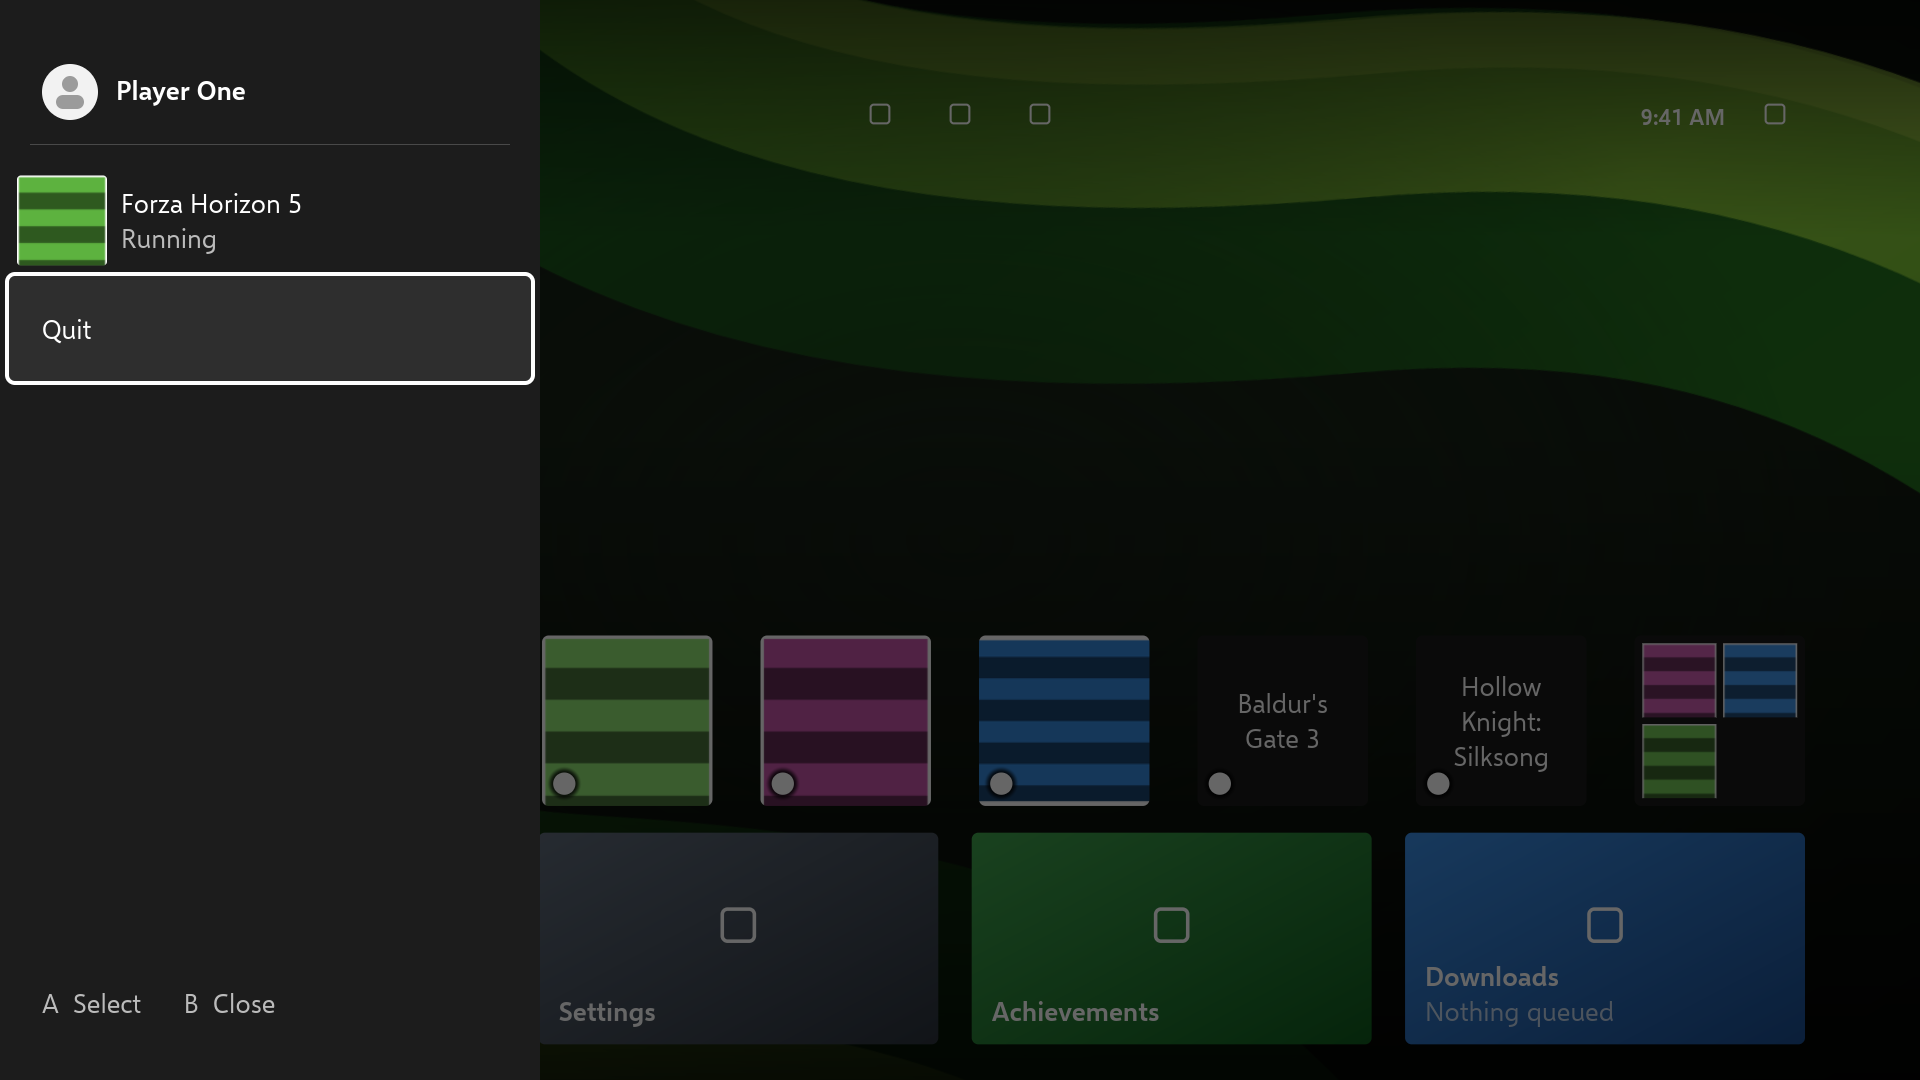 Player One
Forza Horizon 5
Running
Quit
9:41 AM
Baldur's
Gate 3
Hollow
Knight:
Silksong
Settings
Achievements
Downloads
Nothing queued
A Select B Close